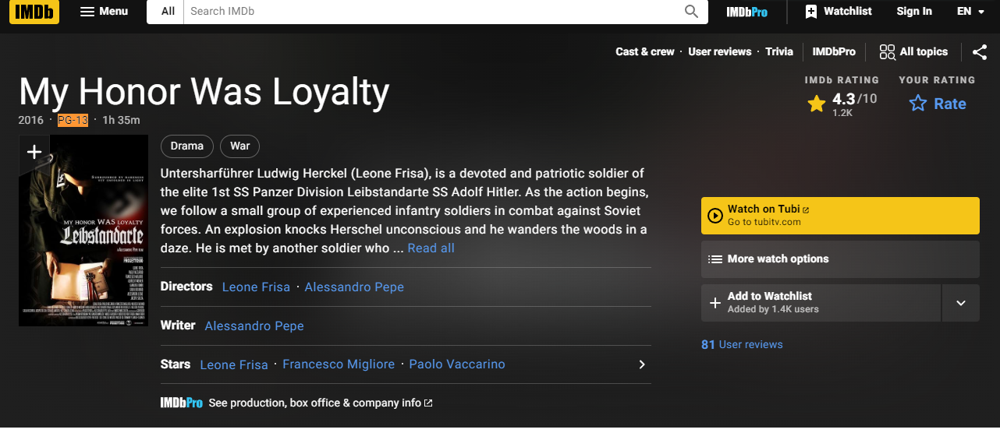 IMDb Menu All Search IMDb IMDbPro Watchlist Sign In EN
Cast & crew · User reviews · Trivia IMDbPro All topics
My Honor Was Loyalty
2016 · PG-13 · 1h 35m
IMDb RATING YOUR RATING
4.3/10 Rate
1.2K
SURROUNDED BY DARKNESS
YET ENFOLDED IN LIGHT
MY HONOR WAS LOYALTY
Leibstandarte
Drama War
Untersharführer Ludwig Herckel (Leone Frisa), is a devoted and patriotic soldier of
the elite 1st SS Panzer Division Leibstandarte SS Adolf Hitler. As the action begins,
we follow a small group of experienced infantry soldiers in combat against Soviet
forces. An explosion knocks Herschel unconscious and he wanders the woods in a
daze. He is met by another soldier who ... Read all
Directors Leone Frisa · Alessandro Pepe
Writer Alessandro Pepe
Stars Leone Frisa · Francesco Migliore · Paolo Vaccarino
IMDbPro See production, box office & company info
Watch on Tubi
Go to tubitv.com
More watch options
Add to Watchlist
Added by 1.4K users
81 User reviews